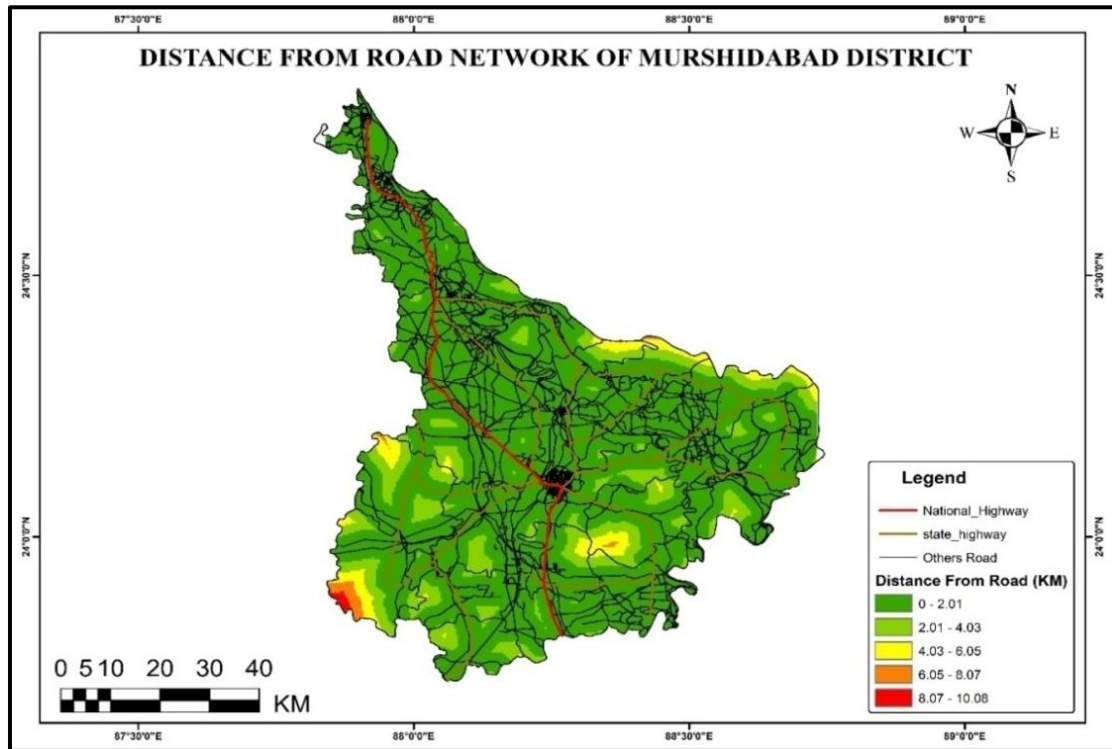 87°30'0"E 88°0'0"E 88°30'0"E 89°0'0"E
DISTANCE FROM ROAD NETWORK OF MURSHIDABAD DISTRICT
N
W E
S
24°30'0"N 24°30'0"N
24°0'0"N 24°0'0"N
Legend
National_Highway
state_highway
Others Road
Distance From Road (KM)
0 - 2.01
2.01 - 4.03
4.03 - 6.05
6.05 - 8.07
8.07 - 10.08
0 5 10 20 30 40
KM
87°30'0"E 88°0'0"E 88°30'0"E 89°0'0"E